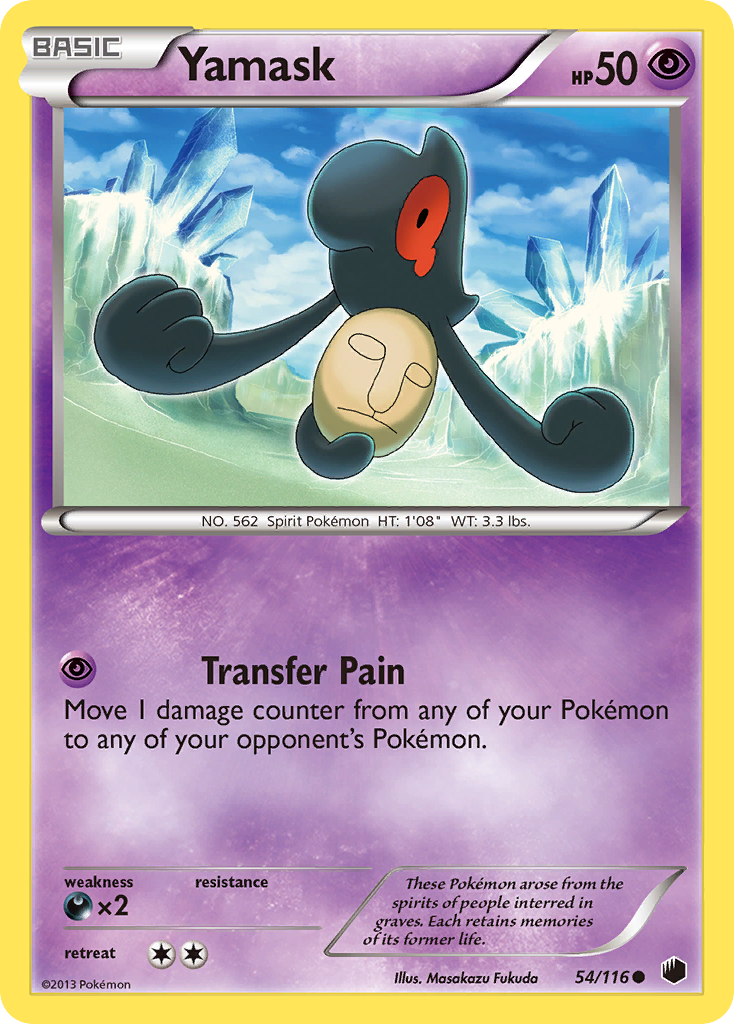 BASIC
Yamask
HP50
NO. 562  Spirit Pokémon  HT: 1'08"  WT: 3.3 lbs.
Transfer Pain
Move 1 damage counter from any of your Pokémon
to any of your opponent's Pokémon.
weakness
resistance
×2
These Pokémon arose from the
spirits of people interred in
graves. Each retains memories
of its former life.
retreat
©2013 Pokémon
Illus. Masakazu Fukuda
54/116